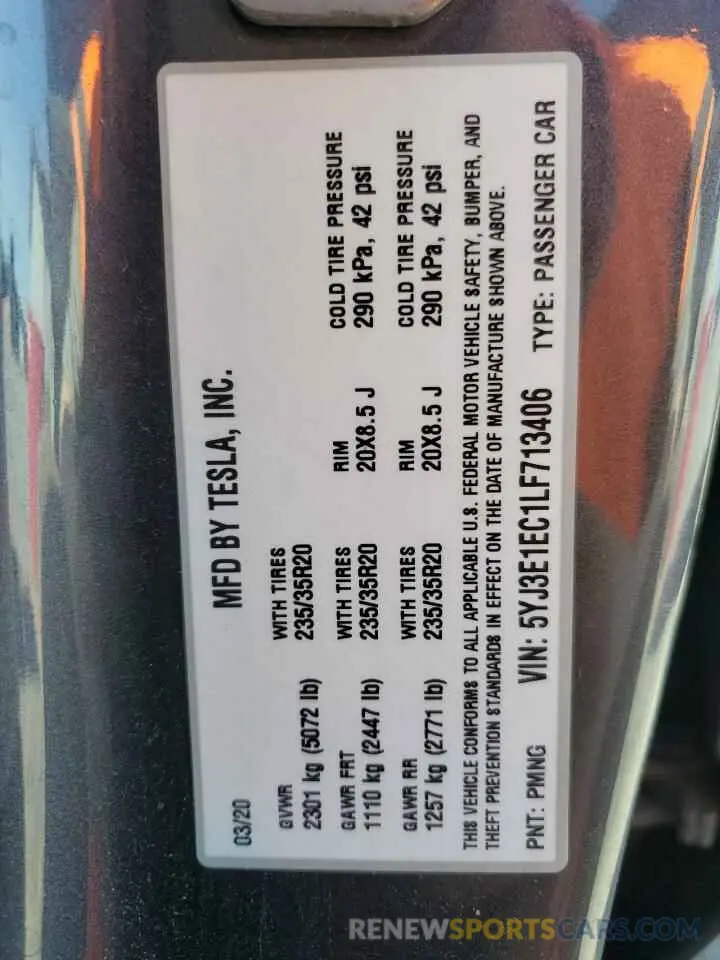 MFD BY TESLA, INC.
03/20
GVWR WITH TIRES
2301 kg (5072 lb) 235/35R20
GAWR FRT WITH TIRES RIM COLD TIRE PRESSURE
1110 kg (2447 lb) 235/35R20 20X8.5 J 290 kPa, 42 psi
GAWR RR WITH TIRES RIM COLD TIRE PRESSURE
1257 kg (2771 lb) 235/35R20 20X8.5 J 290 kPa, 42 psi
THIS VEHICLE CONFORMS TO ALL APPLICABLE U.S. FEDERAL MOTOR VEHICLE SAFETY, BUMPER, AND
THEFT PREVENTION STANDARDS IN EFFECT ON THE DATE OF MANUFACTURE SHOWN ABOVE.
PNT: PMNG VIN: 5YJ3E1EC1LF713406 TYPE: PASSENGER CAR
RENEWSPORTSCARS.COM